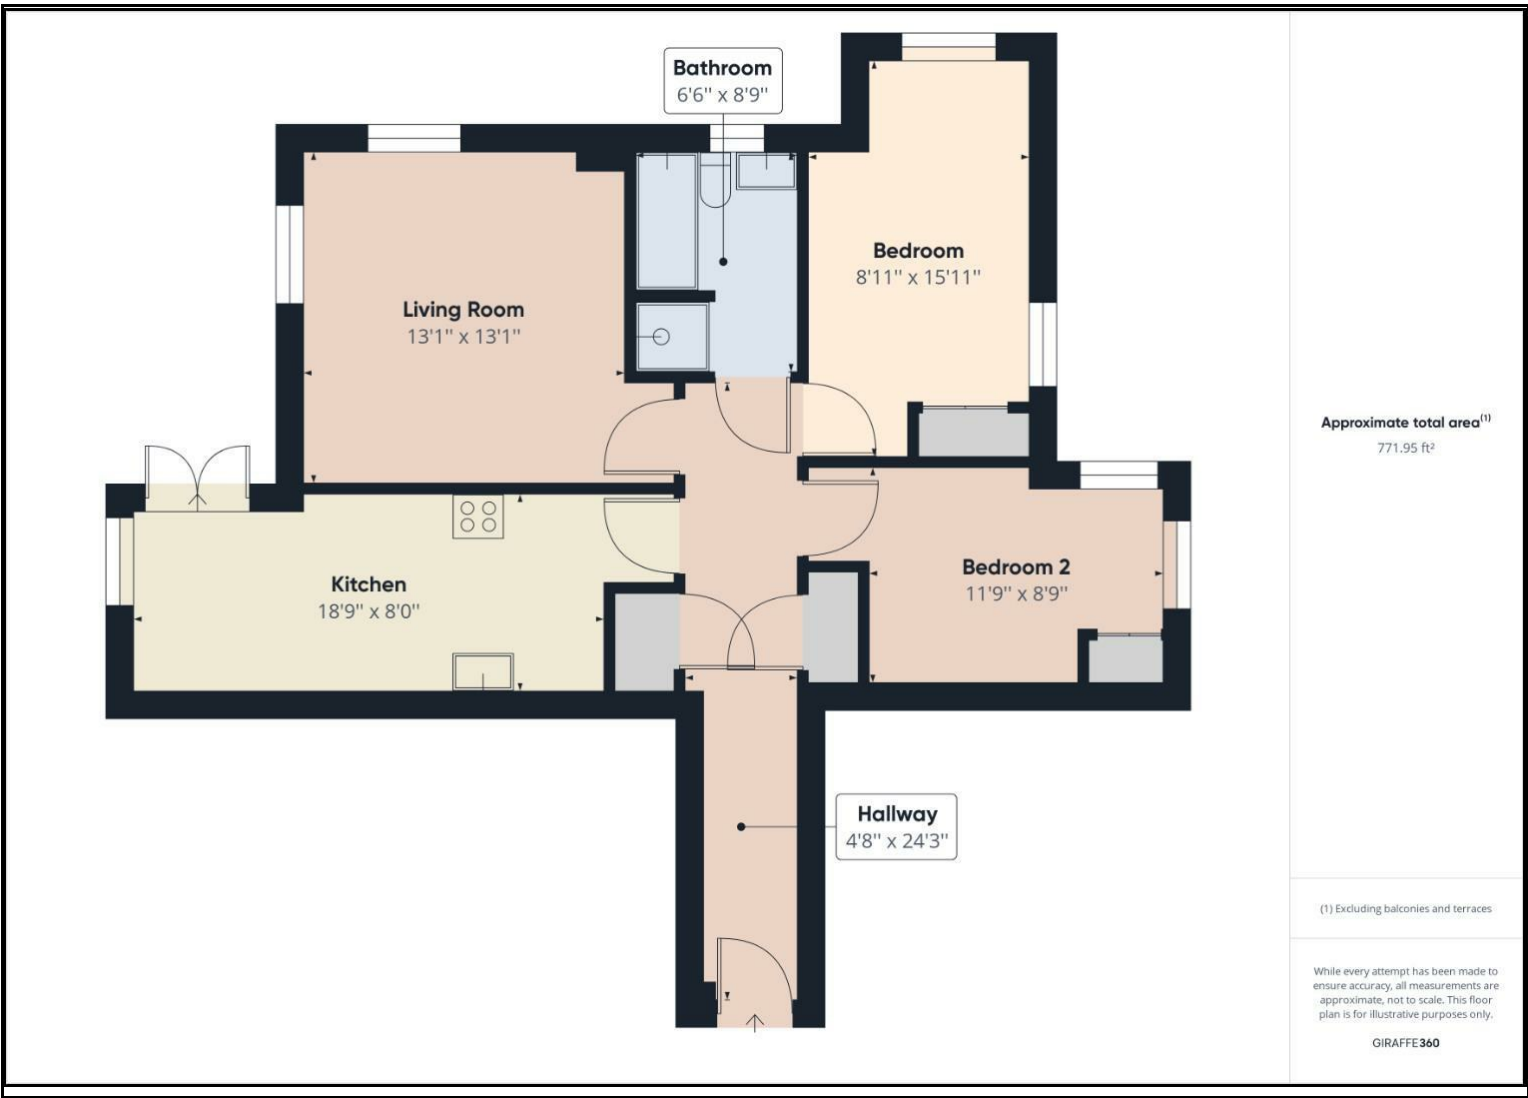 Bathroom
6'6" x 8'9"
Bedroom
8'11" x 15'11"
Living Room
13'1" x 13'1"
Kitchen
18'9" x 8'0"
Bedroom 2
11'9" x 8'9"
Hallway
4'8" x 24'3"
Approximate total area(1)
771.95 ft²
(1) Excluding balconies and terraces
While every attempt has been made to
ensure accuracy, all measurements are
approximate, not to scale. This floor
plan is for illustrative purposes only.
GIRAFFE360